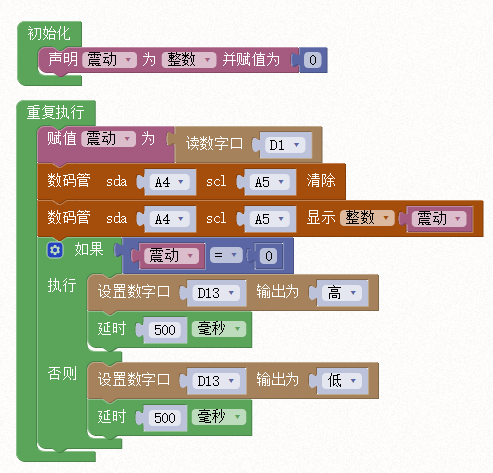 初始化
声明 震动 为 整数 并赋值为 0
重复执行
赋值 震动 为 读数字口 D1
数码管 sda A4 scl A5 清除
数码管 sda A4 scl A5 显示 整数 震动
如果 震动 = 0
执行 设置数字口 D13 输出为 高
延时 500 毫秒
否则 设置数字口 D13 输出为 低
延时 500 毫秒